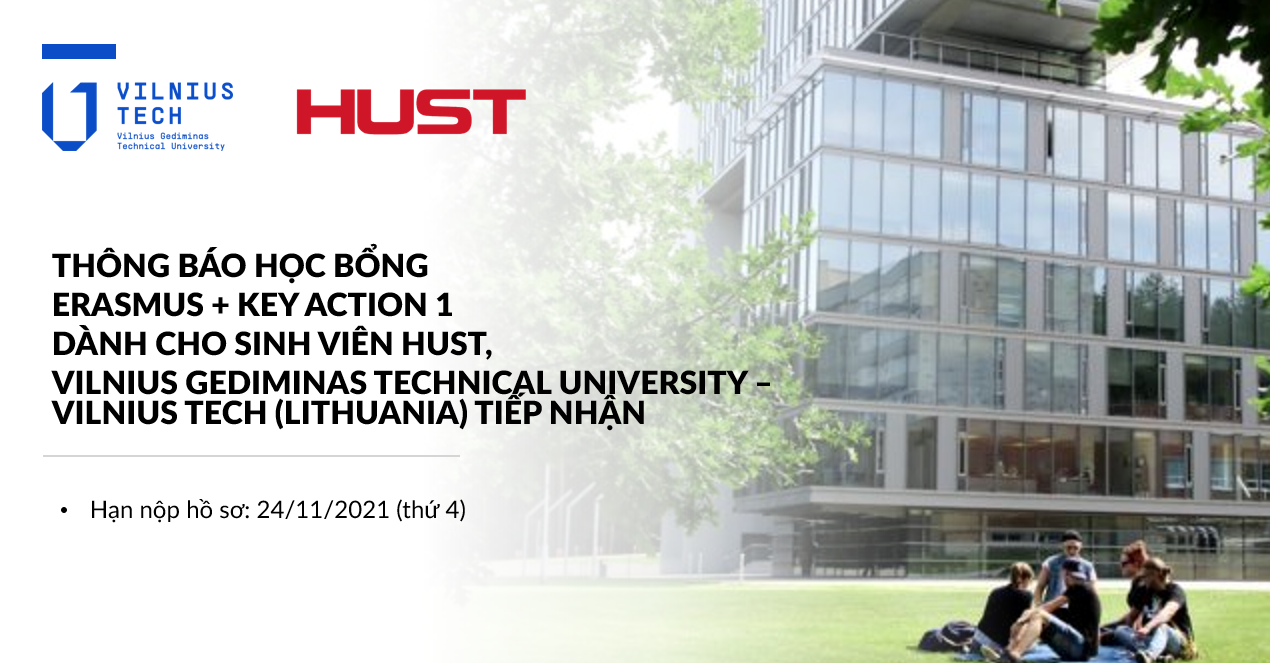 VILNIUS
TECH
Vilnius Gediminas
Technical University
HUST
THÔNG BÁO HỌC BỔNG
ERASMUS + KEY ACTION 1
DÀNH CHO SINH VIÊN HUST,
VILNIUS GEDIMINAS TECHNICAL UNIVERSITY –
VILNIUS TECH (LITHUANIA) TIẾP NHẬN
• Hạn nộp hồ sơ: 24/11/2021 (thứ 4)